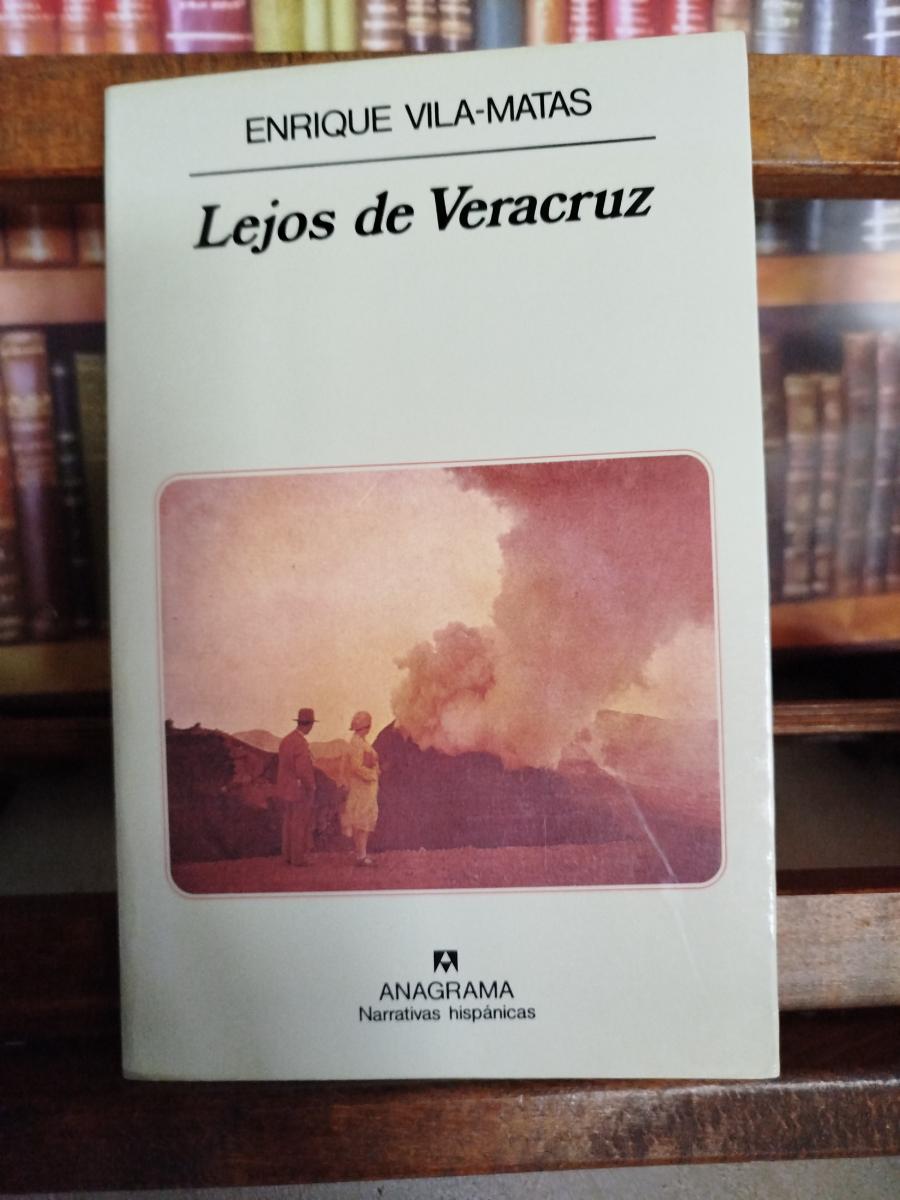 ENRIQUE VILA-MATAS
Lejos de Veracruz
ANAGRAMA
Narrativas hispánicas